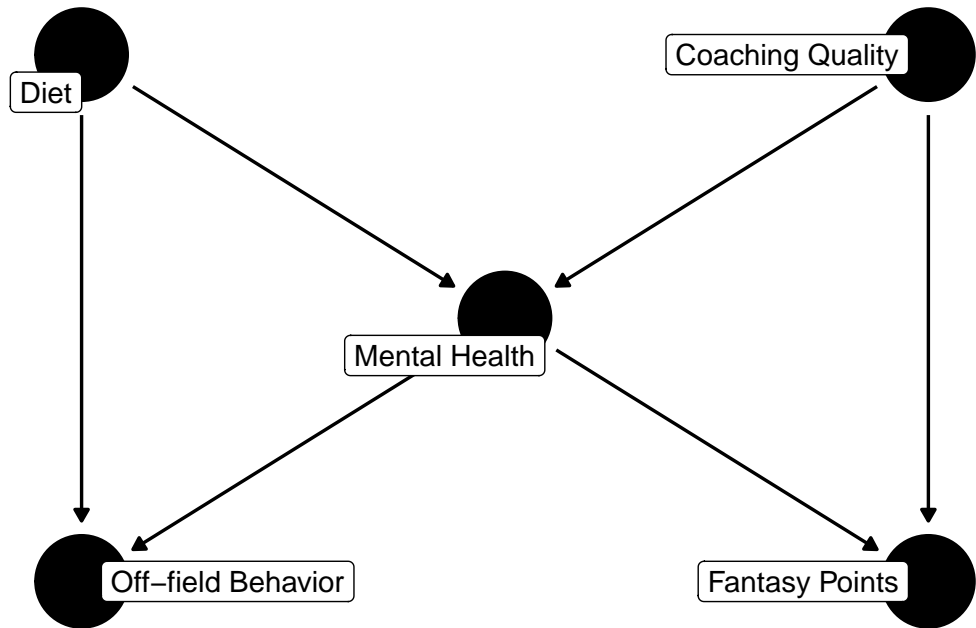 Coaching Quality
Diet
Mental Health
Off−field Behavior
Fantasy Points